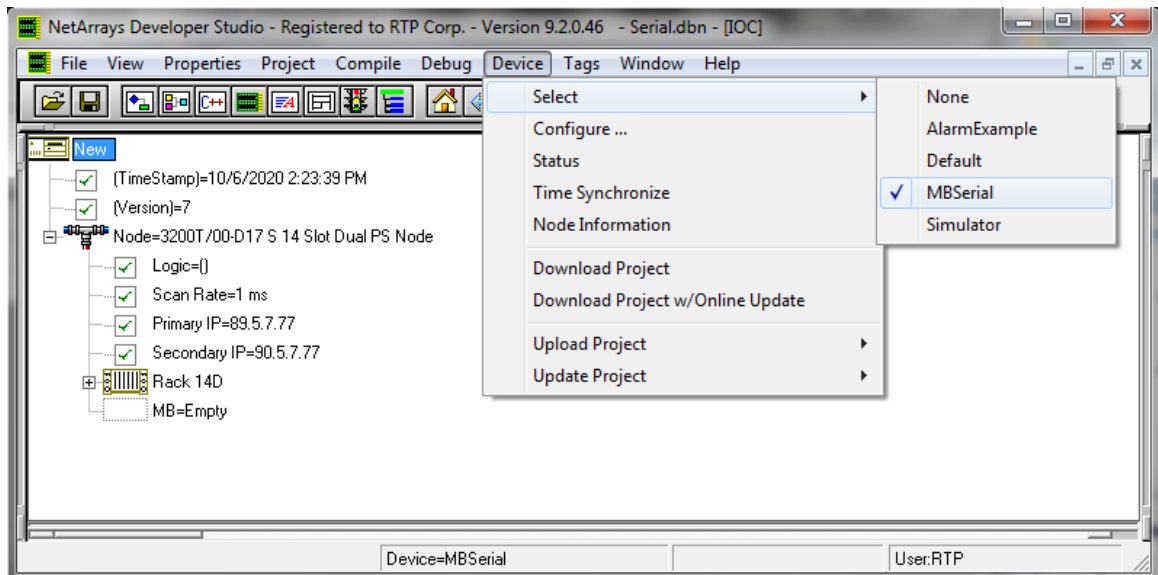 NetArrays Developer Studio - Registered to RTP Corp. - Version 9.2.0.46 - Serial.dbn - [IOC]
File View Properties Project Compile Debug Device Tags Window Help
C++
Select
Configure ...
Status
Time Synchronize
Node Information
Download Project
Download Project w/Online Update
Upload Project
Update Project
None
AlarmExample
Default
MBSerial
Simulator
New
(TimeStamp)=10/6/2020 2:23:39 PM
(Version)=7
Node=3200T/00-D17 S 14 Slot Dual PS Node
Logic=()
Scan Rate=1 ms
Primary IP=89.5.7.77
Secondary IP=90.5.7.77
Rack 14D
MB=Empty
Device=MBSerial User:RTP